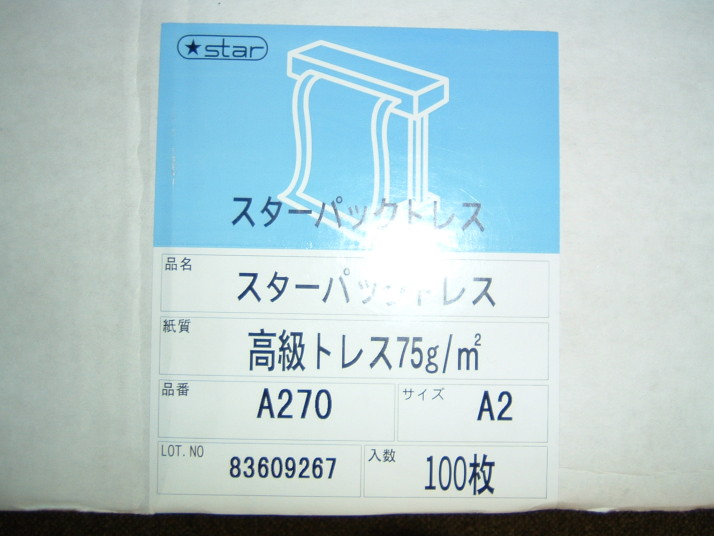 ★star
スターパックトレス
品名
スターパックトレス
紙質
高級トレス75g/㎡
品番
A270
サイズ
A2
LOT.NO
83609267
入数
100枚